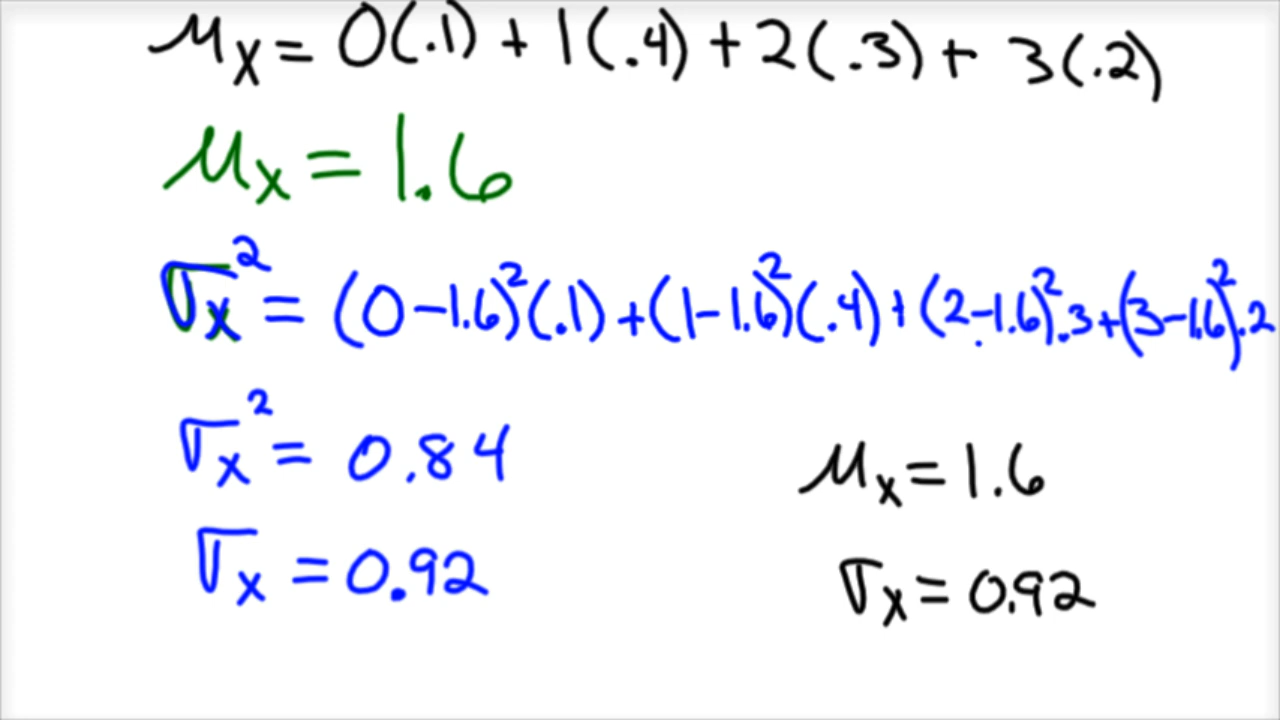 μx = 0(.1) + 1(.4) + 2(.3) + 3(.2)
μx = 1.6
σx² = (0-1.6)²(.1) + (1-1.6)²(.4) + (2-1.6)².3 + (3-1.6)².2
σx² = 0.84
μx = 1.6
σx = 0.92
σx = 0.92